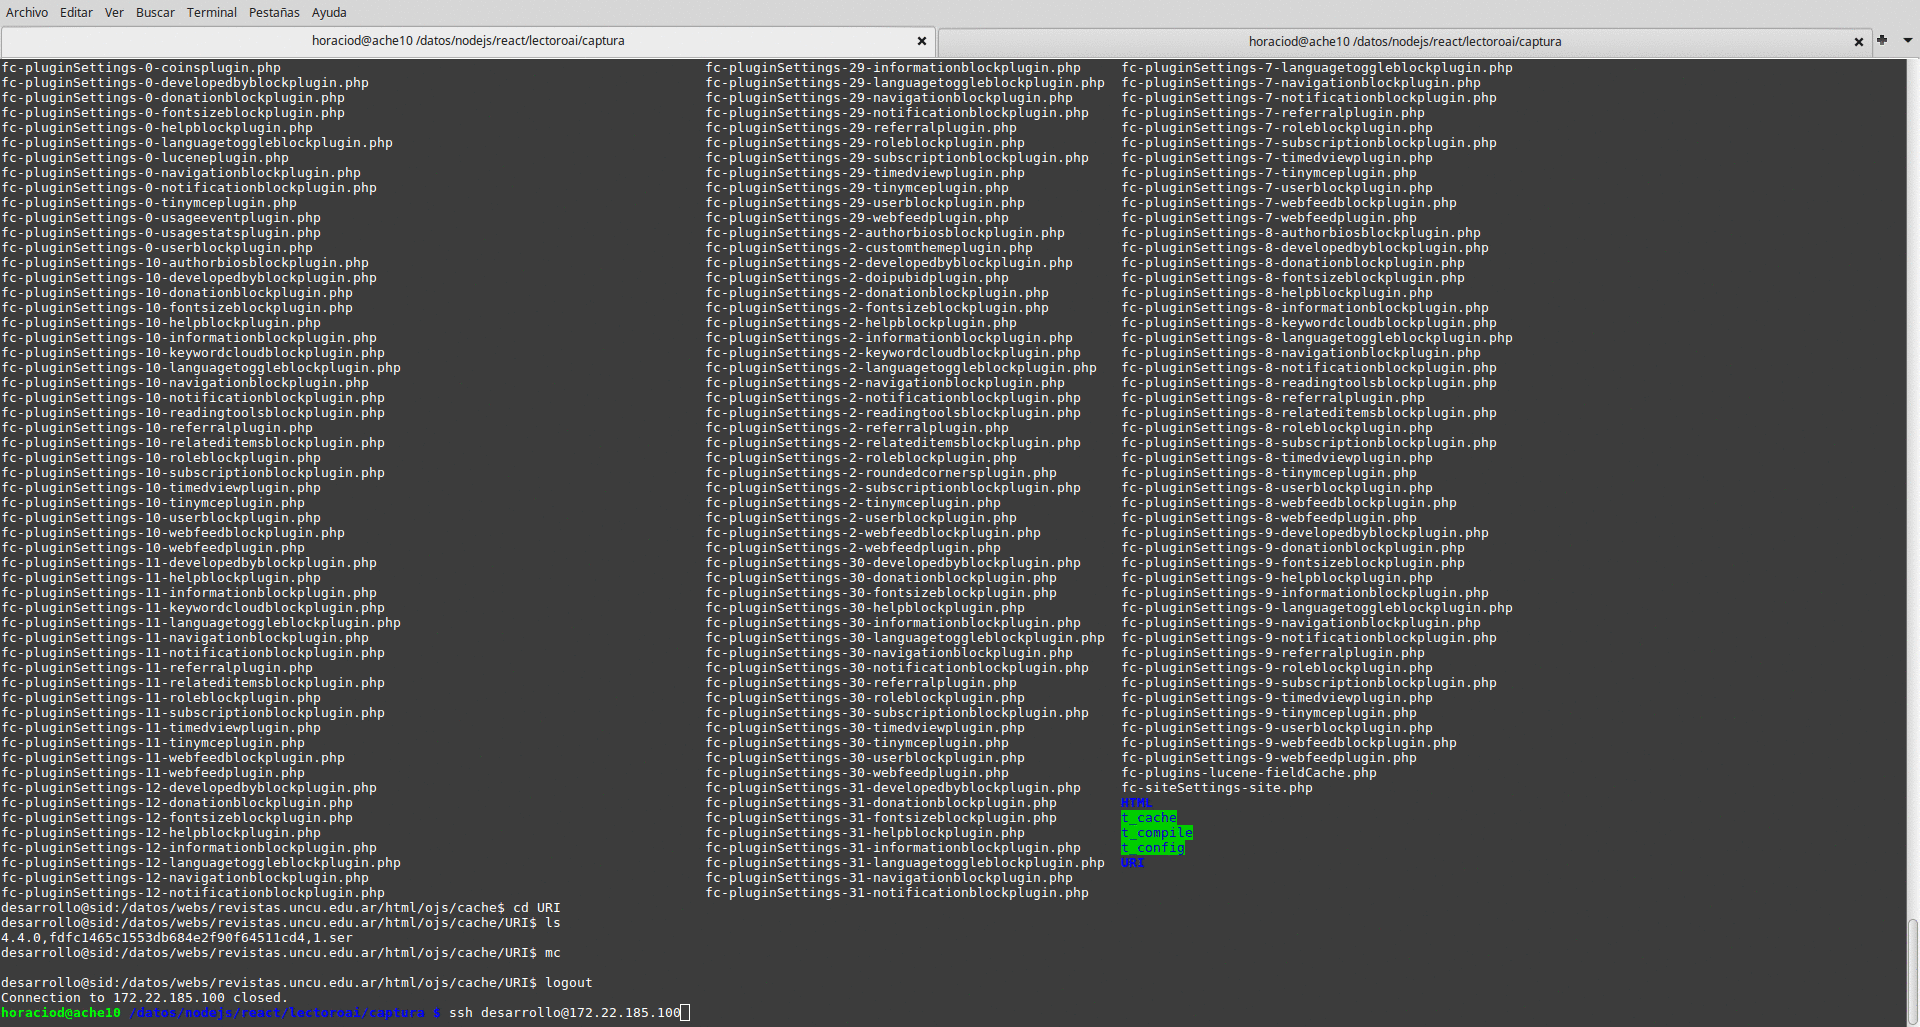 Archivo Editar Ver Buscar Terminal Pestañas Ayuda
horaciod@ache10 /datos/nodejs/react/lectoroai/captura
horaciod@ache10 /datos/nodejs/react/lectoroai/captura
fc-pluginSettings-0-coinsplugin.php fc-pluginSettings-29-informationblockplugin.php fc-pluginSettings-7-languagetoggleblockplugin.php
fc-pluginSettings-0-developedbyblockplugin.php fc-pluginSettings-29-languagetoggleblockplugin.php fc-pluginSettings-7-navigationblockplugin.php
fc-pluginSettings-0-donationblockplugin.php fc-pluginSettings-29-navigationblockplugin.php fc-pluginSettings-7-notificationblockplugin.php
fc-pluginSettings-0-fontsizeblockplugin.php fc-pluginSettings-29-notificationblockplugin.php fc-pluginSettings-7-referralplugin.php
fc-pluginSettings-0-helpblockplugin.php fc-pluginSettings-29-referralplugin.php fc-pluginSettings-7-roleblockplugin.php
fc-pluginSettings-0-languagetoggleblockplugin.php fc-pluginSettings-29-roleblockplugin.php fc-pluginSettings-7-subscriptionblockplugin.php
fc-pluginSettings-0-luceneplugin.php fc-pluginSettings-29-subscriptionblockplugin.php fc-pluginSettings-7-timedviewplugin.php
fc-pluginSettings-0-navigationblockplugin.php fc-pluginSettings-29-timedviewplugin.php fc-pluginSettings-7-tinymceplugin.php
fc-pluginSettings-0-notificationblockplugin.php fc-pluginSettings-29-tinymceplugin.php fc-pluginSettings-7-userblockplugin.php
fc-pluginSettings-0-tinymceplugin.php fc-pluginSettings-29-userblockplugin.php fc-pluginSettings-7-webfeedblockplugin.php
fc-pluginSettings-0-usageeventplugin.php fc-pluginSettings-29-webfeedplugin.php fc-pluginSettings-7-webfeedplugin.php
fc-pluginSettings-0-usagestatsplugin.php fc-pluginSettings-2-authorbiosblockplugin.php fc-pluginSettings-8-authorbiosblockplugin.php
fc-pluginSettings-0-userblockplugin.php fc-pluginSettings-2-customthemeplugin.php fc-pluginSettings-8-developedbyblockplugin.php
fc-pluginSettings-10-authorbiosblockplugin.php fc-pluginSettings-2-developedbyblockplugin.php fc-pluginSettings-8-donationblockplugin.php
fc-pluginSettings-10-developedbyblockplugin.php fc-pluginSettings-2-doipubidplugin.php fc-pluginSettings-8-fontsizeblockplugin.php
fc-pluginSettings-10-donationblockplugin.php fc-pluginSettings-2-donationblockplugin.php fc-pluginSettings-8-helpblockplugin.php
fc-pluginSettings-10-fontsizeblockplugin.php fc-pluginSettings-2-fontsizeblockplugin.php fc-pluginSettings-8-informationblockplugin.php
fc-pluginSettings-10-helpblockplugin.php fc-pluginSettings-2-helpblockplugin.php fc-pluginSettings-8-keywordcloudblockplugin.php
fc-pluginSettings-10-informationblockplugin.php fc-pluginSettings-2-informationblockplugin.php fc-pluginSettings-8-languagetoggleblockplugin.php
fc-pluginSettings-10-keywordcloudblockplugin.php fc-pluginSettings-2-keywordcloudblockplugin.php fc-pluginSettings-8-navigationblockplugin.php
fc-pluginSettings-10-languagetoggleblockplugin.php fc-pluginSettings-2-languagetoggleblockplugin.php fc-pluginSettings-8-notificationblockplugin.php
fc-pluginSettings-10-navigationblockplugin.php fc-pluginSettings-2-navigationblockplugin.php fc-pluginSettings-8-readingtoolsblockplugin.php
fc-pluginSettings-10-notificationblockplugin.php fc-pluginSettings-2-notificationblockplugin.php fc-pluginSettings-8-referralplugin.php
fc-pluginSettings-10-readingtoolsblockplugin.php fc-pluginSettings-2-readingtoolsblockplugin.php fc-pluginSettings-8-relateditemsblockplugin.php
fc-pluginSettings-10-referralplugin.php fc-pluginSettings-2-referralplugin.php fc-pluginSettings-8-roleblockplugin.php
fc-pluginSettings-10-relateditemsblockplugin.php fc-pluginSettings-2-relateditemsblockplugin.php fc-pluginSettings-8-subscriptionblockplugin.php
fc-pluginSettings-10-roleblockplugin.php fc-pluginSettings-2-roleblockplugin.php fc-pluginSettings-8-timedviewplugin.php
fc-pluginSettings-10-subscriptionblockplugin.php fc-pluginSettings-2-roundedcornersplugin.php fc-pluginSettings-8-tinymceplugin.php
fc-pluginSettings-10-timedviewplugin.php fc-pluginSettings-2-subscriptionblockplugin.php fc-pluginSettings-8-userblockplugin.php
fc-pluginSettings-10-tinymceplugin.php fc-pluginSettings-2-tinymceplugin.php fc-pluginSettings-8-webfeedblockplugin.php
fc-pluginSettings-10-userblockplugin.php fc-pluginSettings-2-userblockplugin.php fc-pluginSettings-8-webfeedplugin.php
fc-pluginSettings-10-webfeedblockplugin.php fc-pluginSettings-2-webfeedblockplugin.php fc-pluginSettings-9-developedbyblockplugin.php
fc-pluginSettings-10-webfeedplugin.php fc-pluginSettings-2-webfeedplugin.php fc-pluginSettings-9-donationblockplugin.php
fc-pluginSettings-11-developedbyblockplugin.php fc-pluginSettings-30-developedbyblockplugin.php fc-pluginSettings-9-fontsizeblockplugin.php
fc-pluginSettings-11-helpblockplugin.php fc-pluginSettings-30-donationblockplugin.php fc-pluginSettings-9-helpblockplugin.php
fc-pluginSettings-11-informationblockplugin.php fc-pluginSettings-30-fontsizeblockplugin.php fc-pluginSettings-9-informationblockplugin.php
fc-pluginSettings-11-keywordcloudblockplugin.php fc-pluginSettings-30-helpblockplugin.php fc-pluginSettings-9-languagetoggleblockplugin.php
fc-pluginSettings-11-languagetoggleblockplugin.php fc-pluginSettings-30-informationblockplugin.php fc-pluginSettings-9-navigationblockplugin.php
fc-pluginSettings-11-navigationblockplugin.php fc-pluginSettings-30-languagetoggleblockplugin.php fc-pluginSettings-9-notificationblockplugin.php
fc-pluginSettings-11-notificationblockplugin.php fc-pluginSettings-30-navigationblockplugin.php fc-pluginSettings-9-referralplugin.php
fc-pluginSettings-11-referralplugin.php fc-pluginSettings-30-notificationblockplugin.php fc-pluginSettings-9-roleblockplugin.php
fc-pluginSettings-11-relateditemsblockplugin.php fc-pluginSettings-30-referralplugin.php fc-pluginSettings-9-subscriptionblockplugin.php
fc-pluginSettings-11-roleblockplugin.php fc-pluginSettings-30-roleblockplugin.php fc-pluginSettings-9-timedviewplugin.php
fc-pluginSettings-11-subscriptionblockplugin.php fc-pluginSettings-30-subscriptionblockplugin.php fc-pluginSettings-9-tinymceplugin.php
fc-pluginSettings-11-timedviewplugin.php fc-pluginSettings-30-timedviewplugin.php fc-pluginSettings-9-userblockplugin.php
fc-pluginSettings-11-tinymceplugin.php fc-pluginSettings-30-tinymceplugin.php fc-pluginSettings-9-webfeedblockplugin.php
fc-pluginSettings-11-webfeedblockplugin.php fc-pluginSettings-30-userblockplugin.php fc-pluginSettings-9-webfeedplugin.php
fc-pluginSettings-11-webfeedplugin.php fc-pluginSettings-30-webfeedplugin.php fc-plugins-lucene-fieldCache.php
fc-pluginSettings-12-developedbyblockplugin.php fc-pluginSettings-31-developedbyblockplugin.php fc-siteSettings-site.php
fc-pluginSettings-12-donationblockplugin.php fc-pluginSettings-31-donationblockplugin.php HTML
fc-pluginSettings-12-fontsizeblockplugin.php fc-pluginSettings-31-fontsizeblockplugin.php t_cache
fc-pluginSettings-12-helpblockplugin.php fc-pluginSettings-31-helpblockplugin.php t_compile
fc-pluginSettings-12-informationblockplugin.php fc-pluginSettings-31-informationblockplugin.php t_config
fc-pluginSettings-12-languagetoggleblockplugin.php fc-pluginSettings-31-languagetoggleblockplugin.php URI
fc-pluginSettings-12-navigationblockplugin.php fc-pluginSettings-31-navigationblockplugin.php
fc-pluginSettings-12-notificationblockplugin.php fc-pluginSettings-31-notificationblockplugin.php
desarrollo@sid:/datos/webs/revistas.uncu.edu.ar/html/ojs/cache$ cd URI
desarrollo@sid:/datos/webs/revistas.uncu.edu.ar/html/ojs/cache/URI$ ls
4.4.0,fdfc1465c1553db684e2f90f64511cd4,1.ser
desarrollo@sid:/datos/webs/revistas.uncu.edu.ar/html/ojs/cache/URI$ mc
desarrollo@sid:/datos/webs/revistas.uncu.edu.ar/html/ojs/cache/URI$ logout
Connection to 172.22.185.100 closed.
horaciod@ache10 /datos/nodejs/react/lectoroai/captura $ ssh desarrollo@172.22.185.100